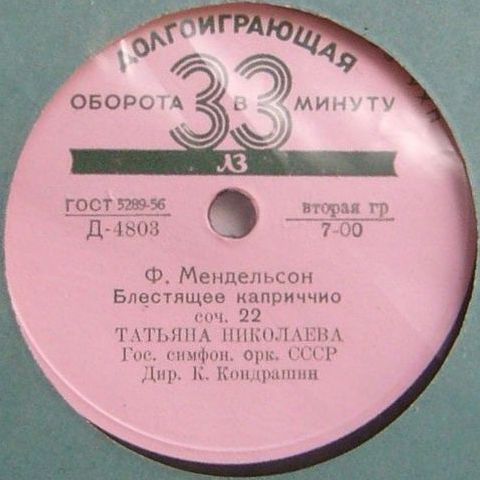 ДОЛГОИГРАЮЩАЯ
33
ОБОРОТА В МИНУТУ
ЛЗ
ГОСТ 5289-56
Д-4803
вторая гр
7-00
Ф. Мендельсон
Блестящее каприччио
соч. 22
ТАТЬЯНА НИКОЛАЕВА
Гос. симфон. орк. СССР
Дир. К. Кондрашин